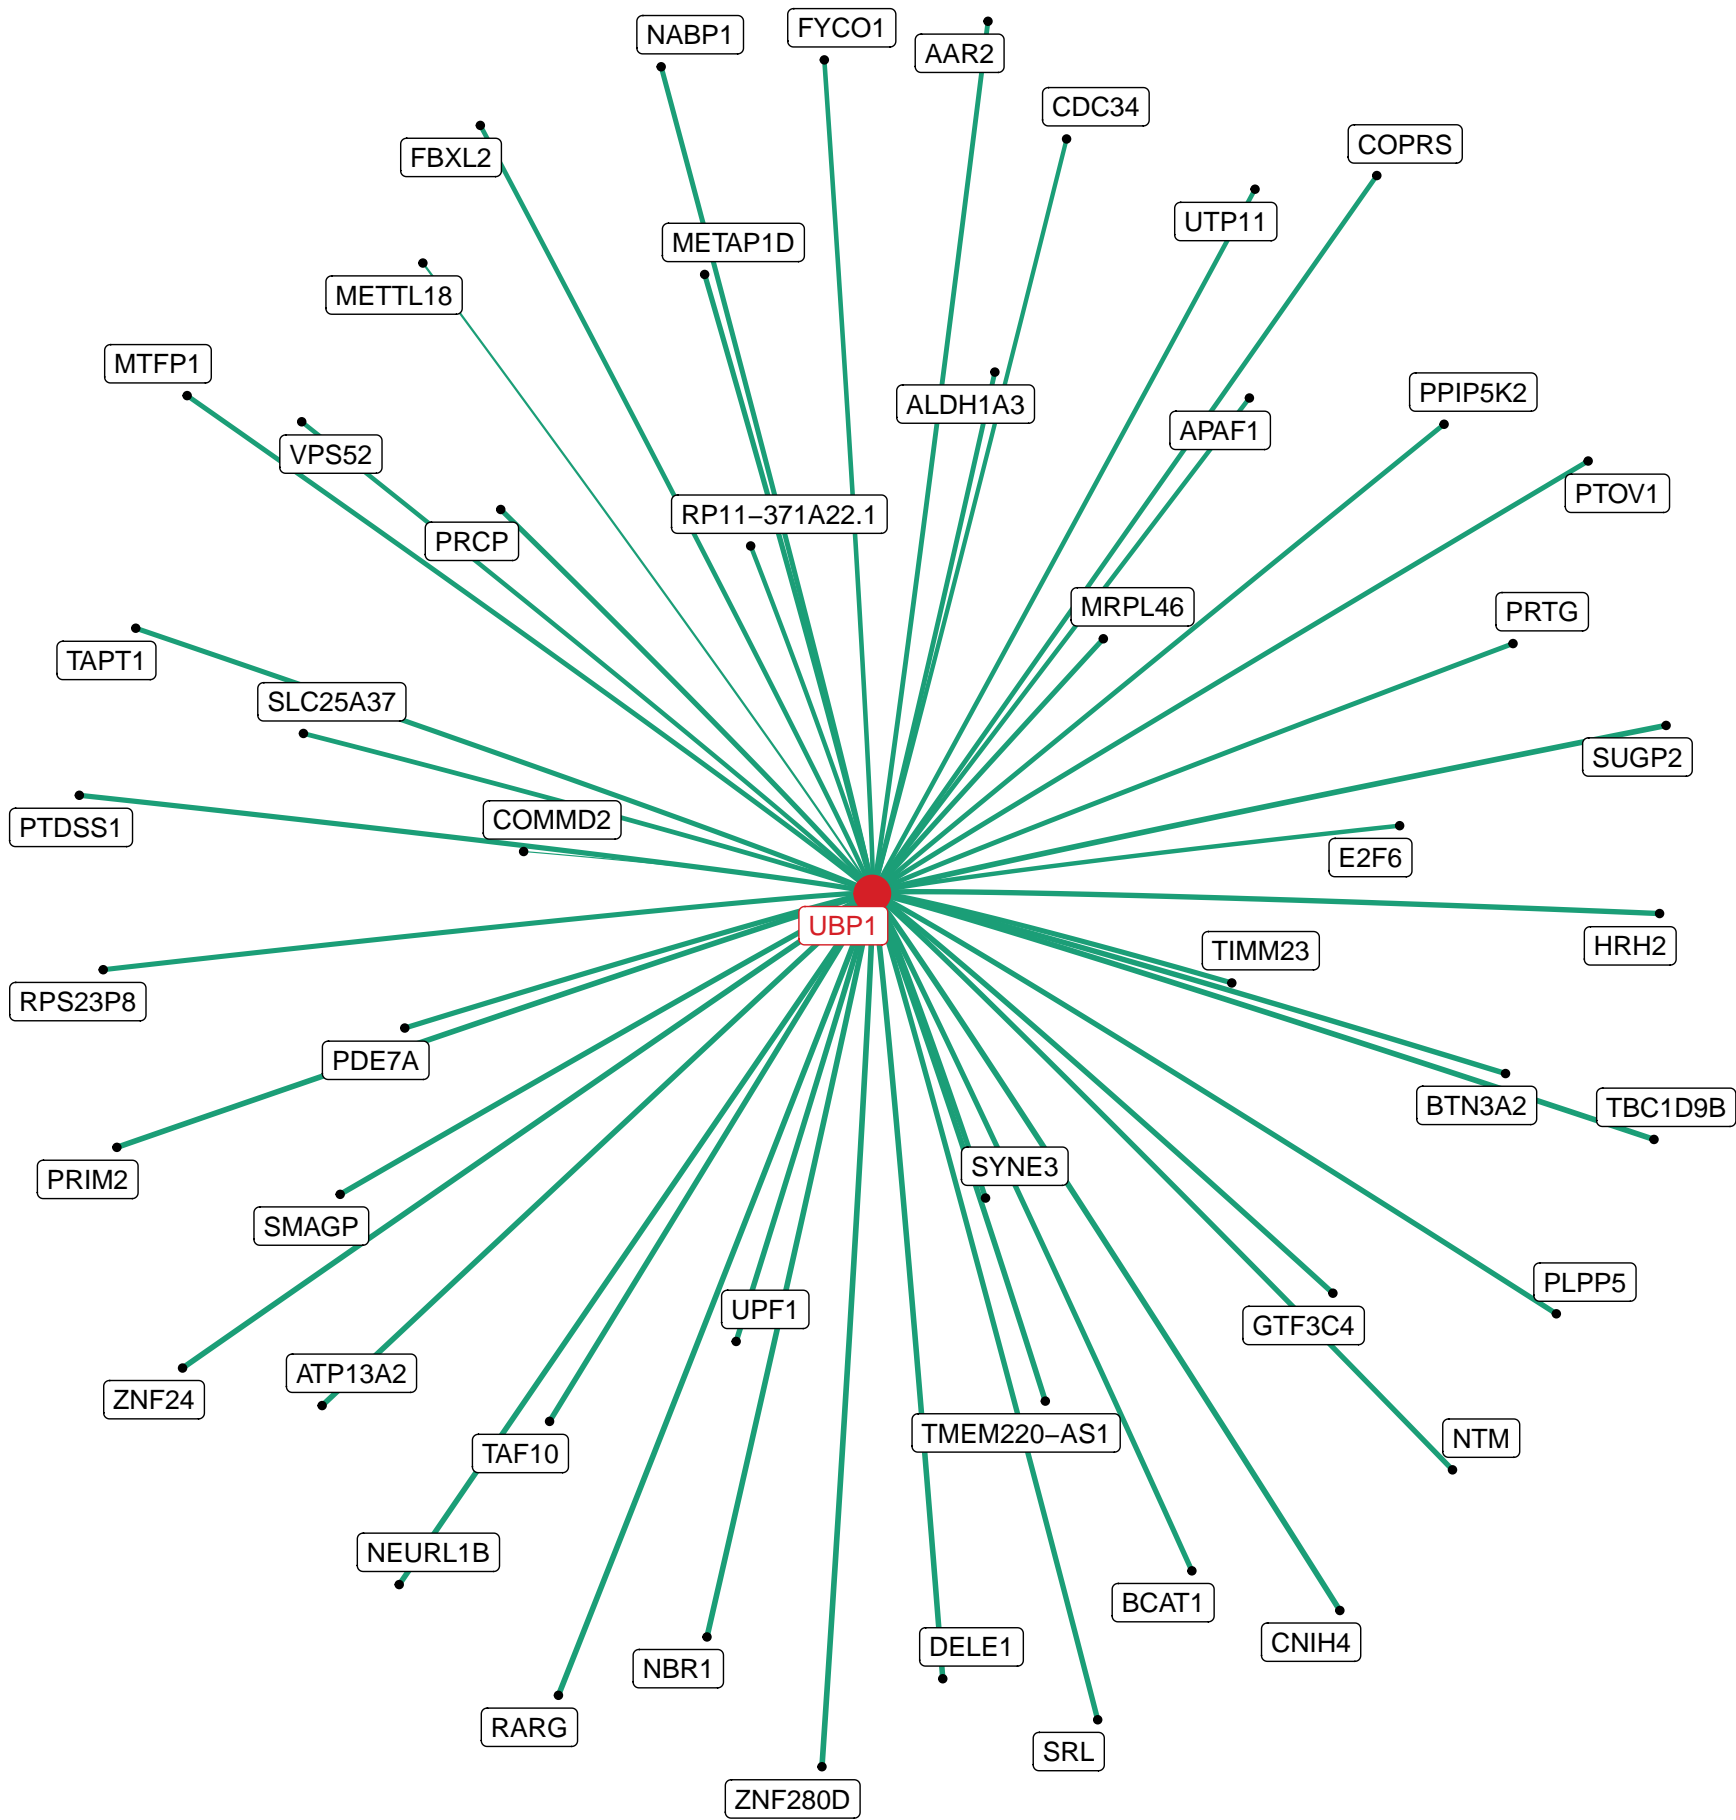 NABP1
FYCO1
AAR2
CDC34
COPRS
FBXL2
UTP11
METAP1D
METTL18
MTFP1
ALDH1A3
PPIP5K2
APAF1
VPS52
PTOV1
RP11−371A22.1
PRCP
MRPL46
PRTG
TAPT1
SLC25A37
SUGP2
COMMD2
PTDSS1
E2F6
UBP1
HRH2
TIMM23
RPS23P8
PDE7A
BTN3A2
TBC1D9B
SYNE3
PRIM2
SMAGP
PLPP5
UPF1
GTF3C4
ATP13A2
ZNF24
TMEM220−AS1
NTM
TAF10
NEURL1B
BCAT1
CNIH4
DELE1
NBR1
RARG
SRL
ZNF280D